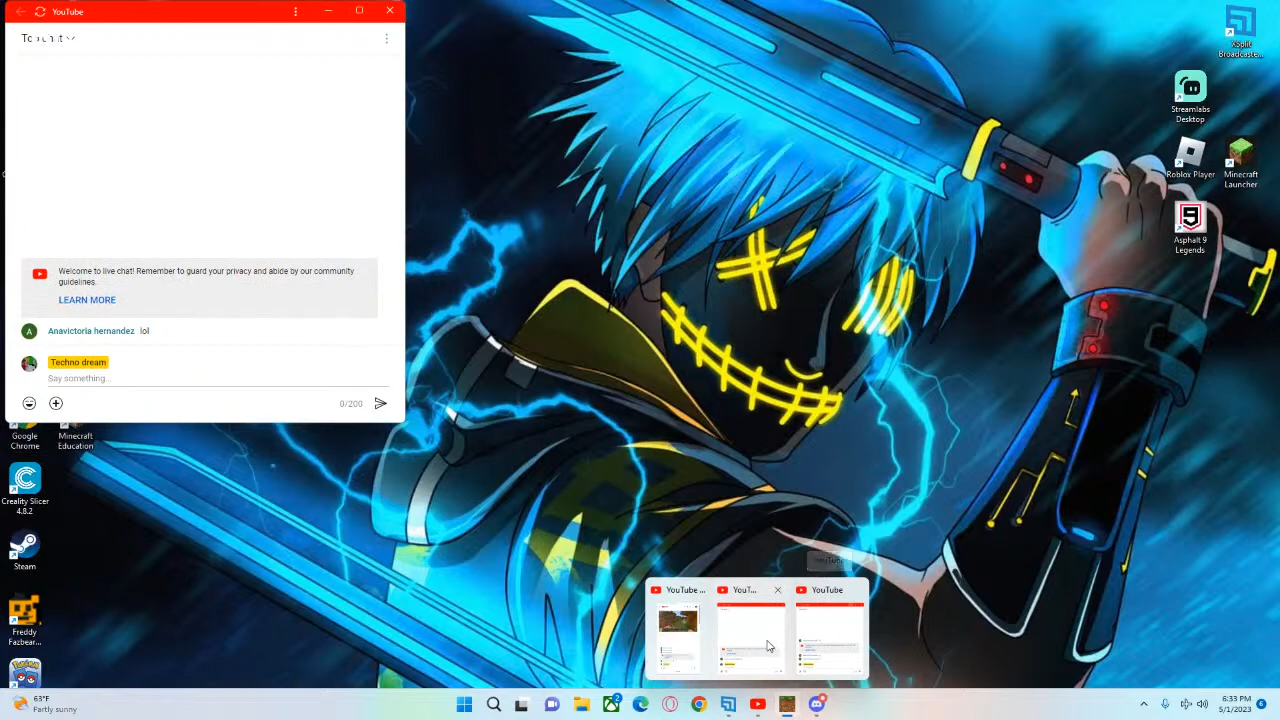 YouTube
Welcome to live chat! Remember to guard your privacy and abide by our community
guidelines.
LEARN MORE
A
Anavictoria hernandez lol
Techno dream
Say something...
0/200
XSplit
Broadcaste...
Streamlabs
Desktop
Roblox Player
Minecraft
Launcher
Asphalt 9
Legends
Google
Chrome
Minecraft
Education
Creality Slicer
4.8.2
Steam
Freddy
Fazbear...
YouTube ...
YouT...
YouTube
Partly sunny
2
6:33 PM
5/1/2023
6